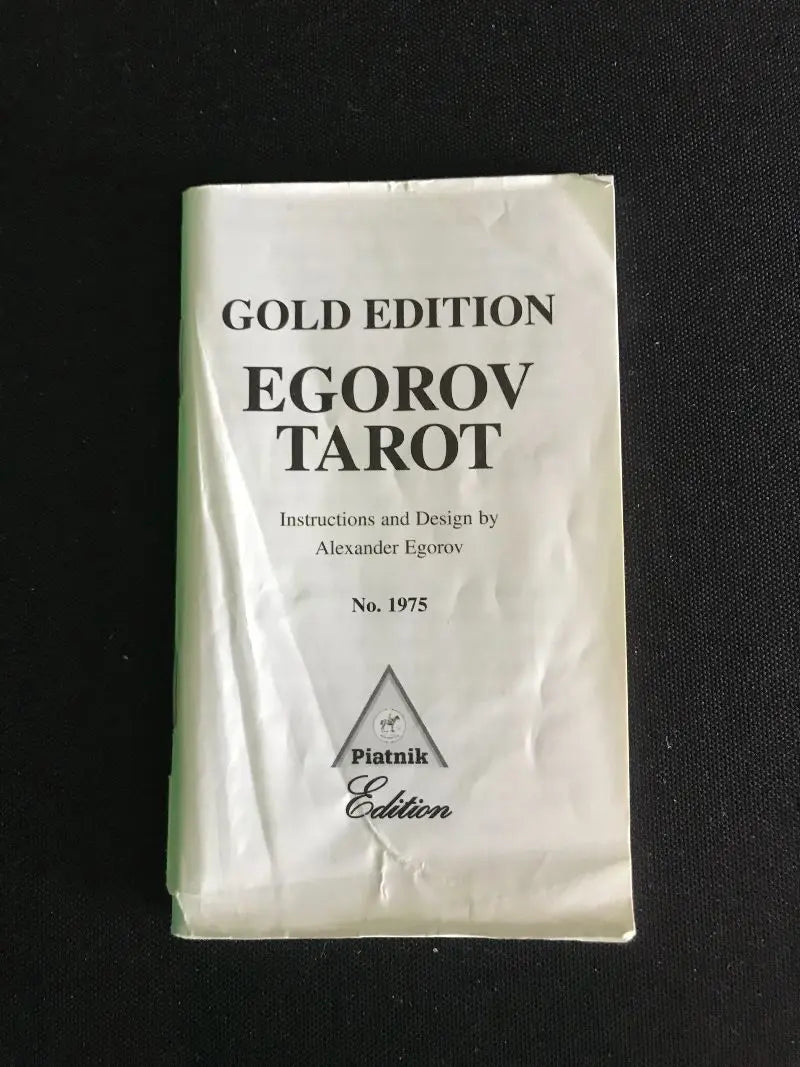 GOLD EDITION
EGOROV
TAROT
Instructions and Design by
Alexander Egorov
No. 1975
Piatnik
Edition